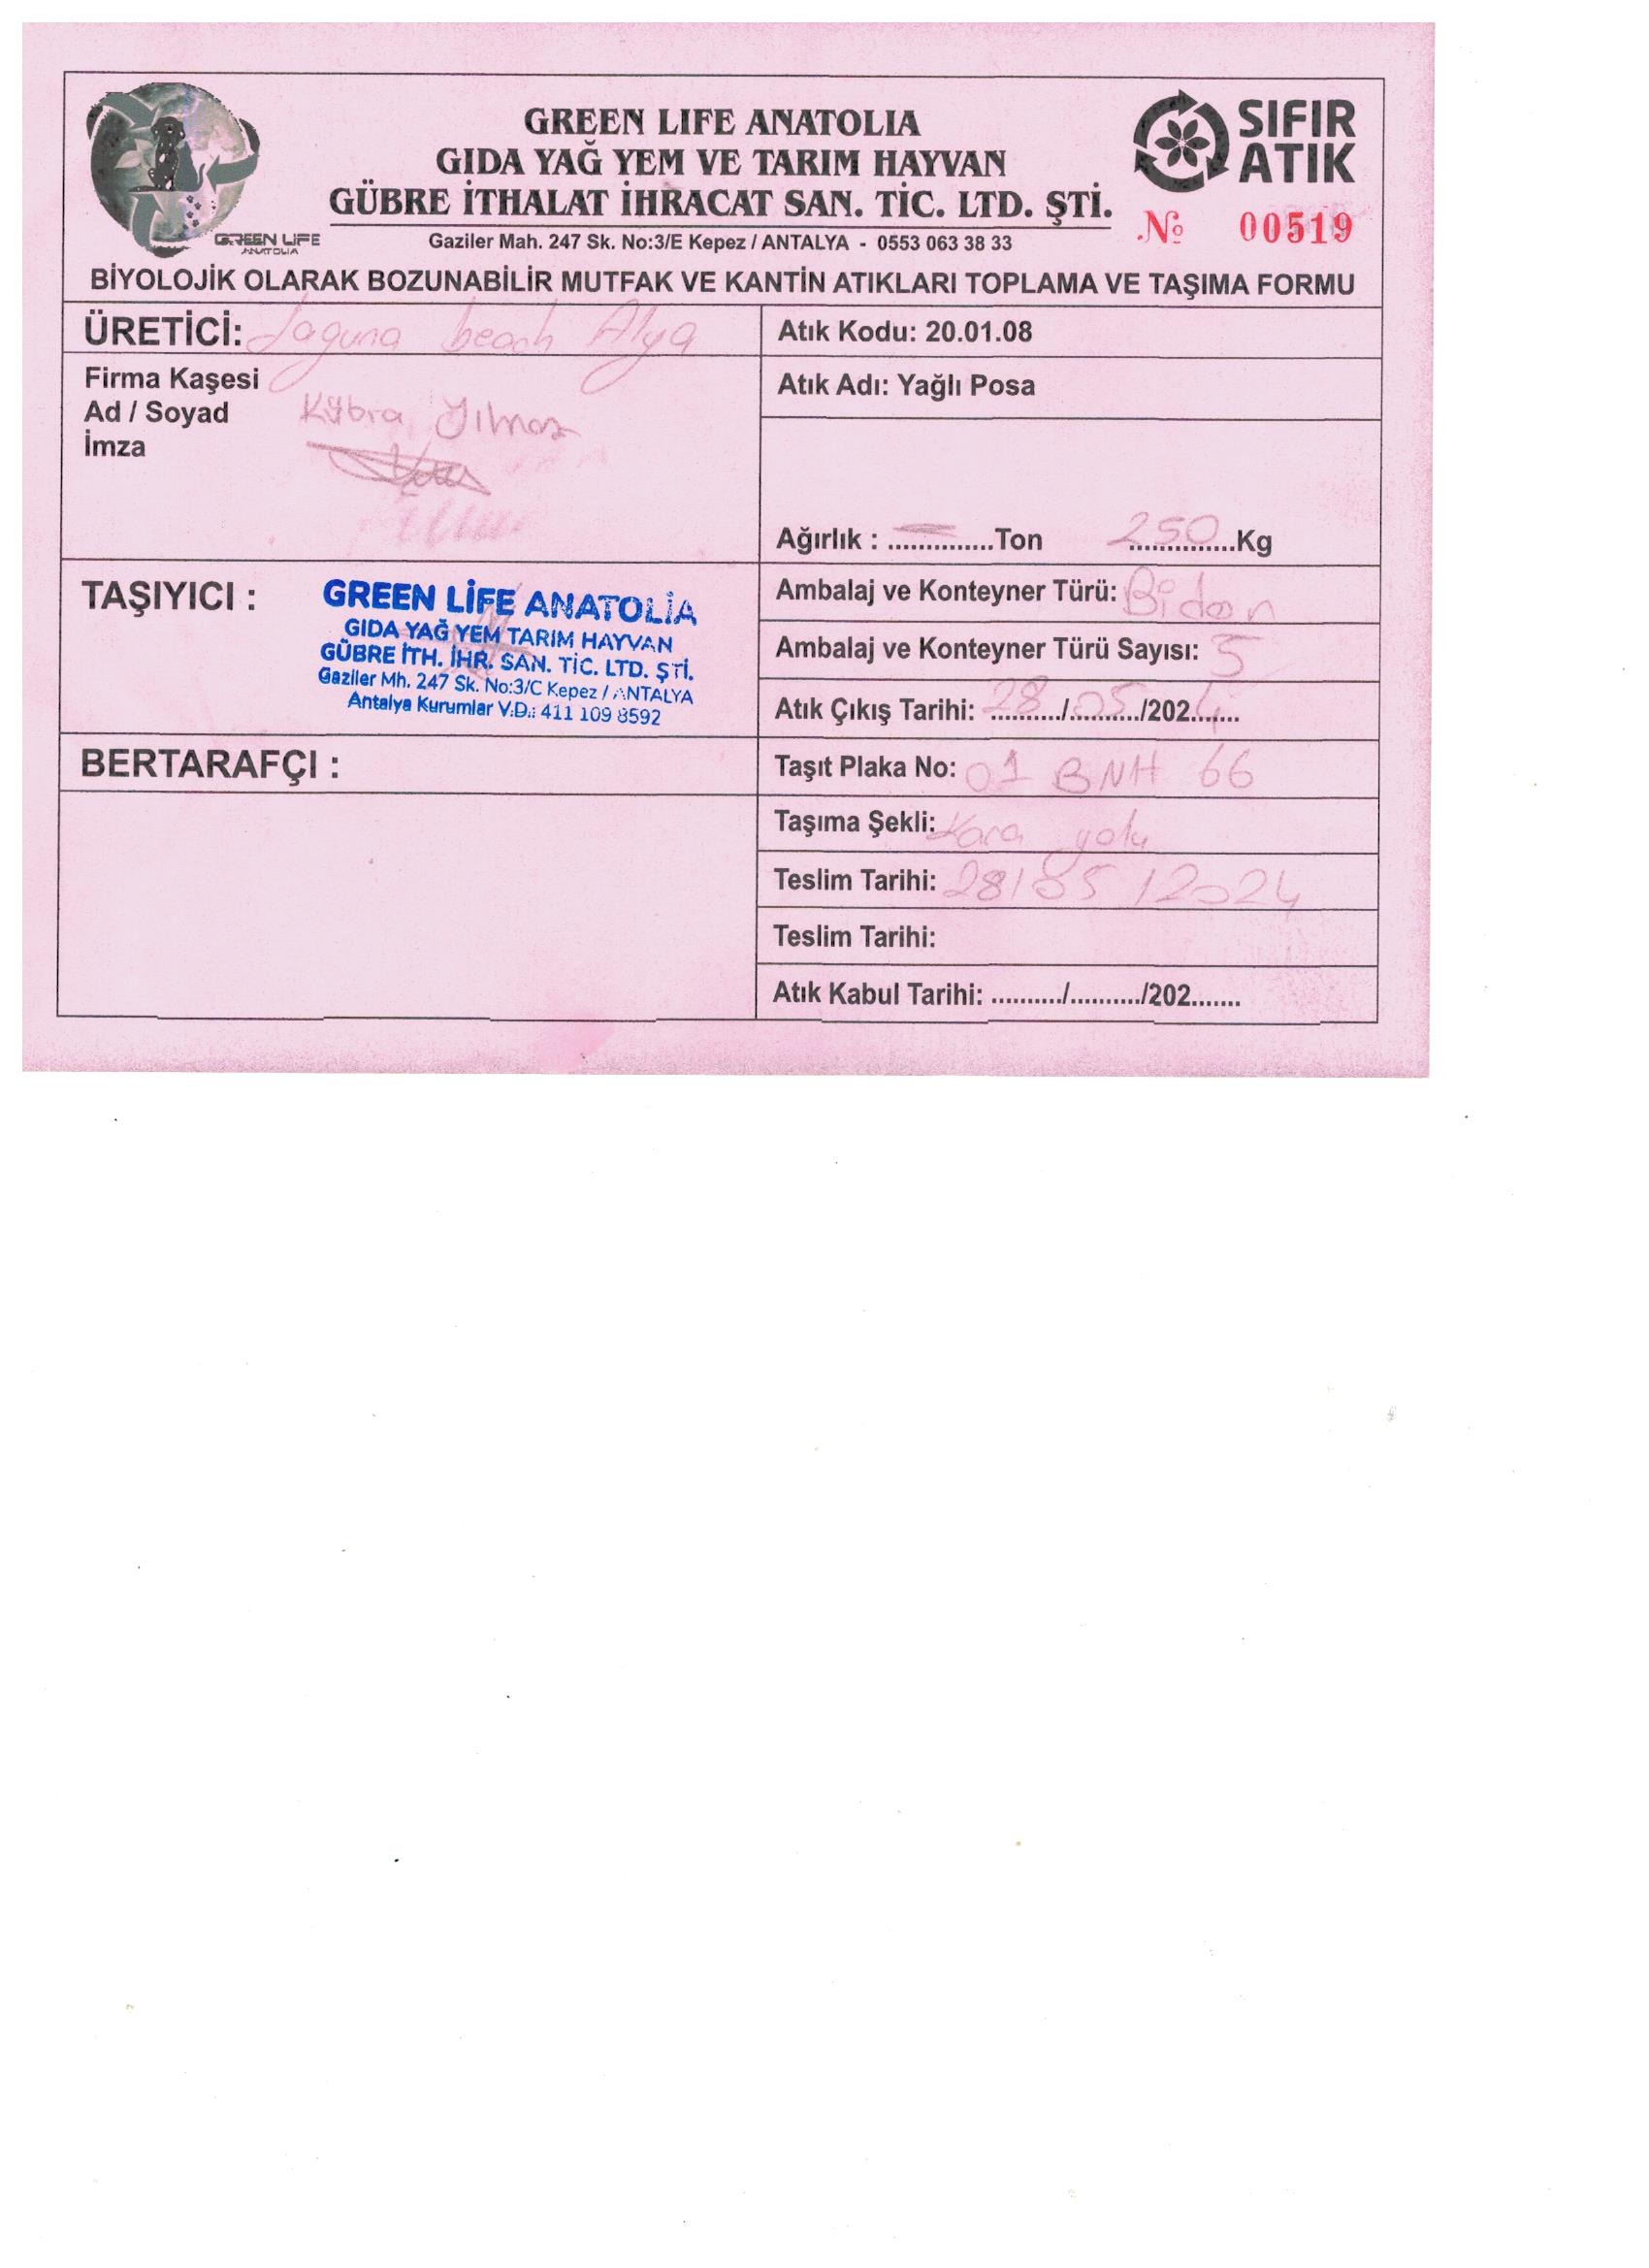 GREEN LIFE ANATOLIA
GIDA YAĞ YEM VE TARIM HAYVAN
GÜBRE İTHALAT İHRACAT SAN. TİC. LTD. ŞTİ.
Gaziler Mah. 247 Sk. No:3/E Kepez / ANTALYA - 0553 063 38 33
GREEN LIFE
ANATOLIA
SIFIR
ATIK
№ 00519
BİYOLOJİK OLARAK BOZUNABİLİR MUTFAK VE KANTİN ATIKLARI TOPLAMA VE TAŞIMA FORMU
ÜRETİCİ: Laguna beach Alya
Firma Kaşesi
Ad / Soyad Kübra Yılmaz
İmza
Atık Kodu: 20.01.08
Atık Adı: Yağlı Posa
Ağırlık : ..............Ton 250 Kg
TAŞIYICI :
GREEN LİFE ANATOLİA
GIDA YAĞ YEM TARIM HAYVAN
GÜBRE İTH. İHR. SAN. TİC. LTD. ŞTİ.
Gaziler Mh. 247 Sk. No:3/C Kepez / ANTALYA
Antalya Kurumlar V.D.: 411 109 8592
Ambalaj ve Konteyner Türü: Bidon
Ambalaj ve Konteyner Türü Sayısı: 5
Atık Çıkış Tarihi: 28/05/2024
BERTARAFÇI :
Taşıt Plaka No: 01 BNH 66
Taşıma Şekli: Kara yolu
Teslim Tarihi: 28/05/2024
Teslim Tarihi:
Atık Kabul Tarihi: ........../........../202.......